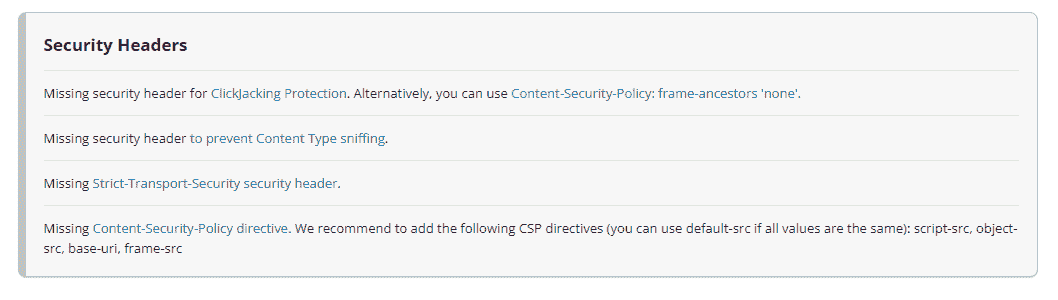 Security Headers
Missing security header for ClickJacking Protection. Alternatively, you can use Content-Security-Policy: frame-ancestors 'none'.
Missing security header to prevent Content Type sniffing.
Missing Strict-Transport-Security security header.
Missing Content-Security-Policy directive. We recommend to add the following CSP directives (you can use default-src if all values are the same): script-src, object-
src, base-uri, frame-src